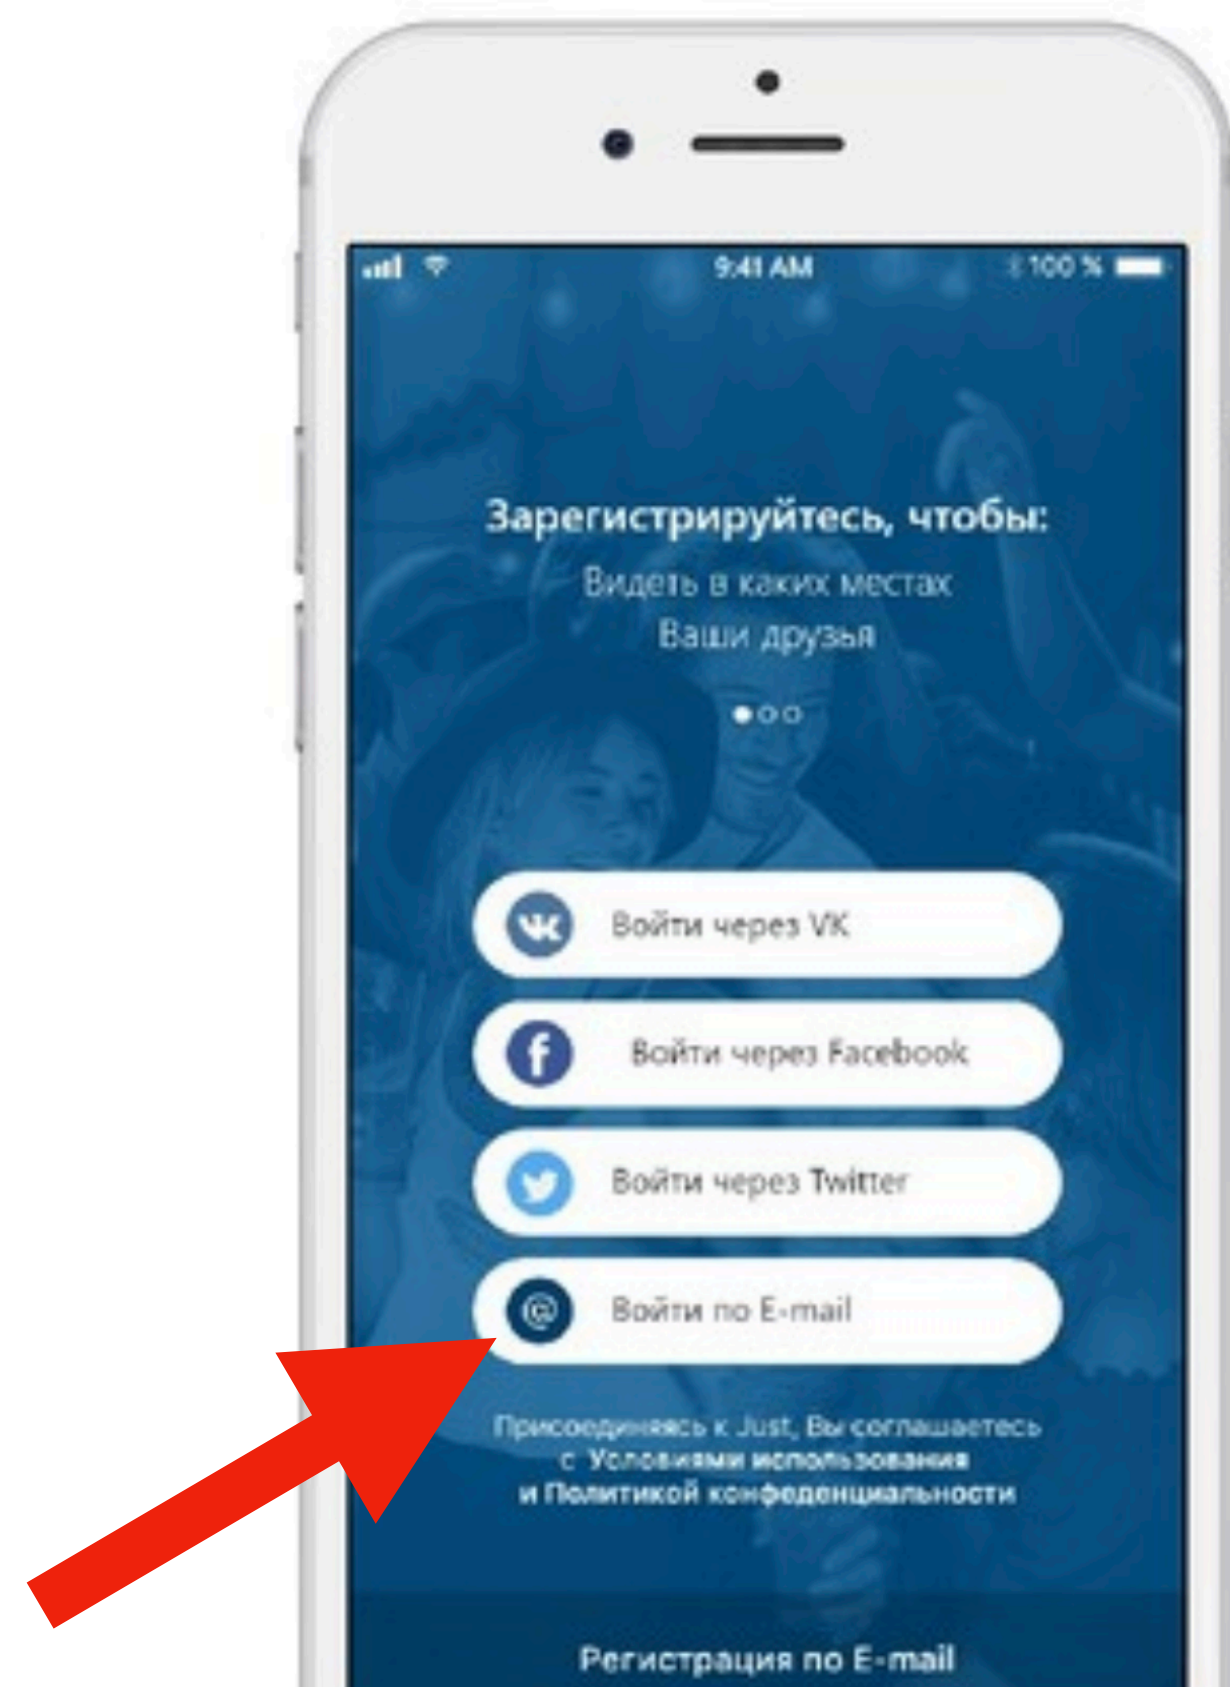 9:41 AM
100 %
Зарегистрируйтесь, чтобы:
Видеть в каких местах
Ваши друзья
Войти через VK
Войти через Facebook
Войти через Twitter
@ Войти по E-mail
Присоединяясь к Just, Вы соглашаетесь
с Условиями использования
и Политикой конфеденциальности
Регистрация по E-mail